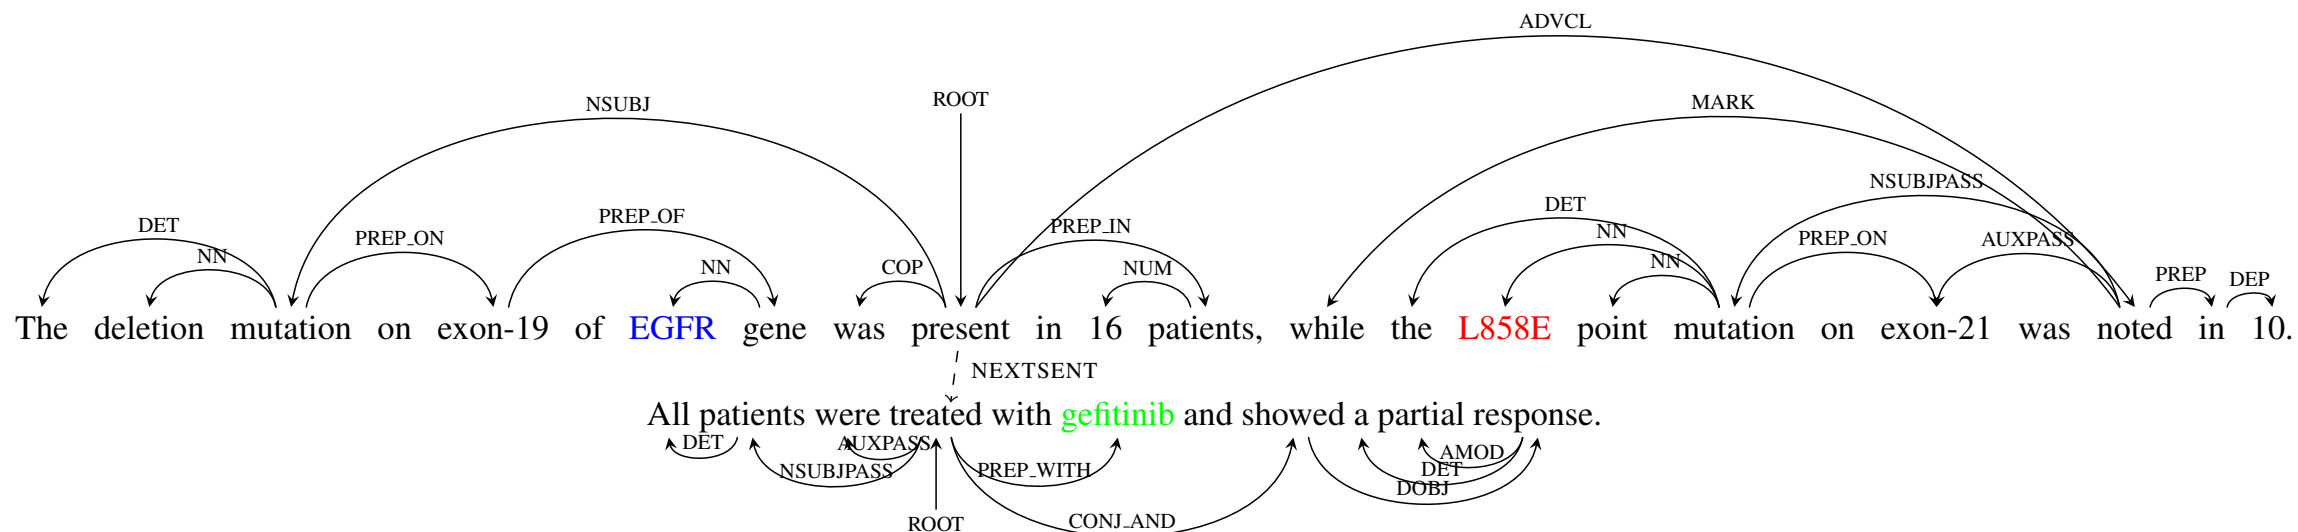 ADVCL
NSUBJ ROOT MARK
NSUBJPASS
DET PREP_OF PREP_IN DET
NN PREP_ON NN COP NUM NN NN PREP_ON AUXPASS PREP DEP
The deletion mutation on exon-19 of EGFR gene was present in 16 patients, while the L858E point mutation on exon-21 was noted in 10.
NEXTSENT
All patients were treated with gefitinib and showed a partial response.
DET AUXPASS AMOD
NSUBJPASS PREP_WITH DET
DOBJ
ROOT CONJ_AND